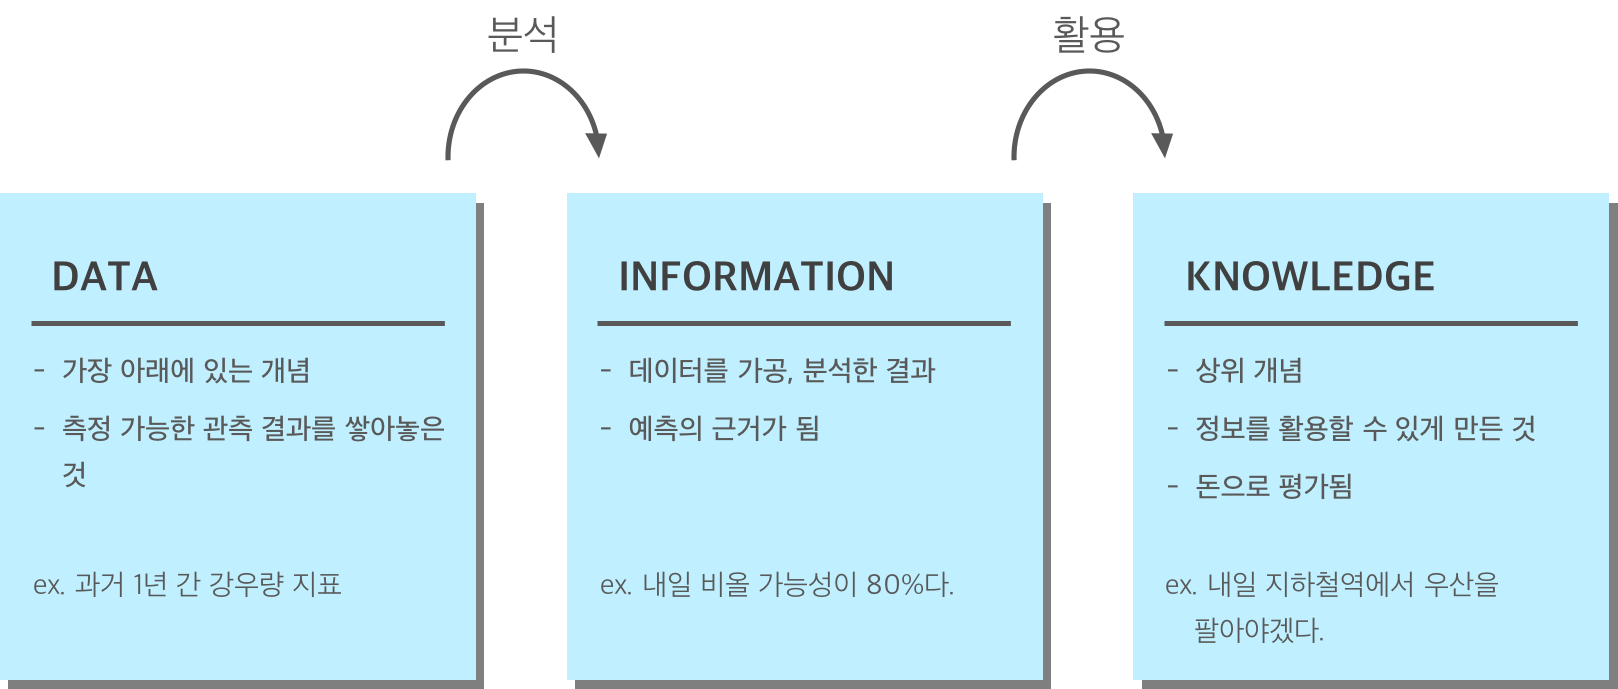 분석
활용
DATA
- 가장 아래에 있는 개념
- 측정 가능한 관측 결과를 쌓아놓은
것
ex. 과거 1년 간 강우량 지표
INFORMATION
- 데이터를 가공, 분석한 결과
- 예측의 근거가 됨
ex. 내일 비올 가능성이 80%다.
KNOWLEDGE
- 상위 개념
- 정보를 활용할 수 있게 만든 것
- 돈으로 평가됨
ex. 내일 지하철역에서 우산을
팔아야겠다.